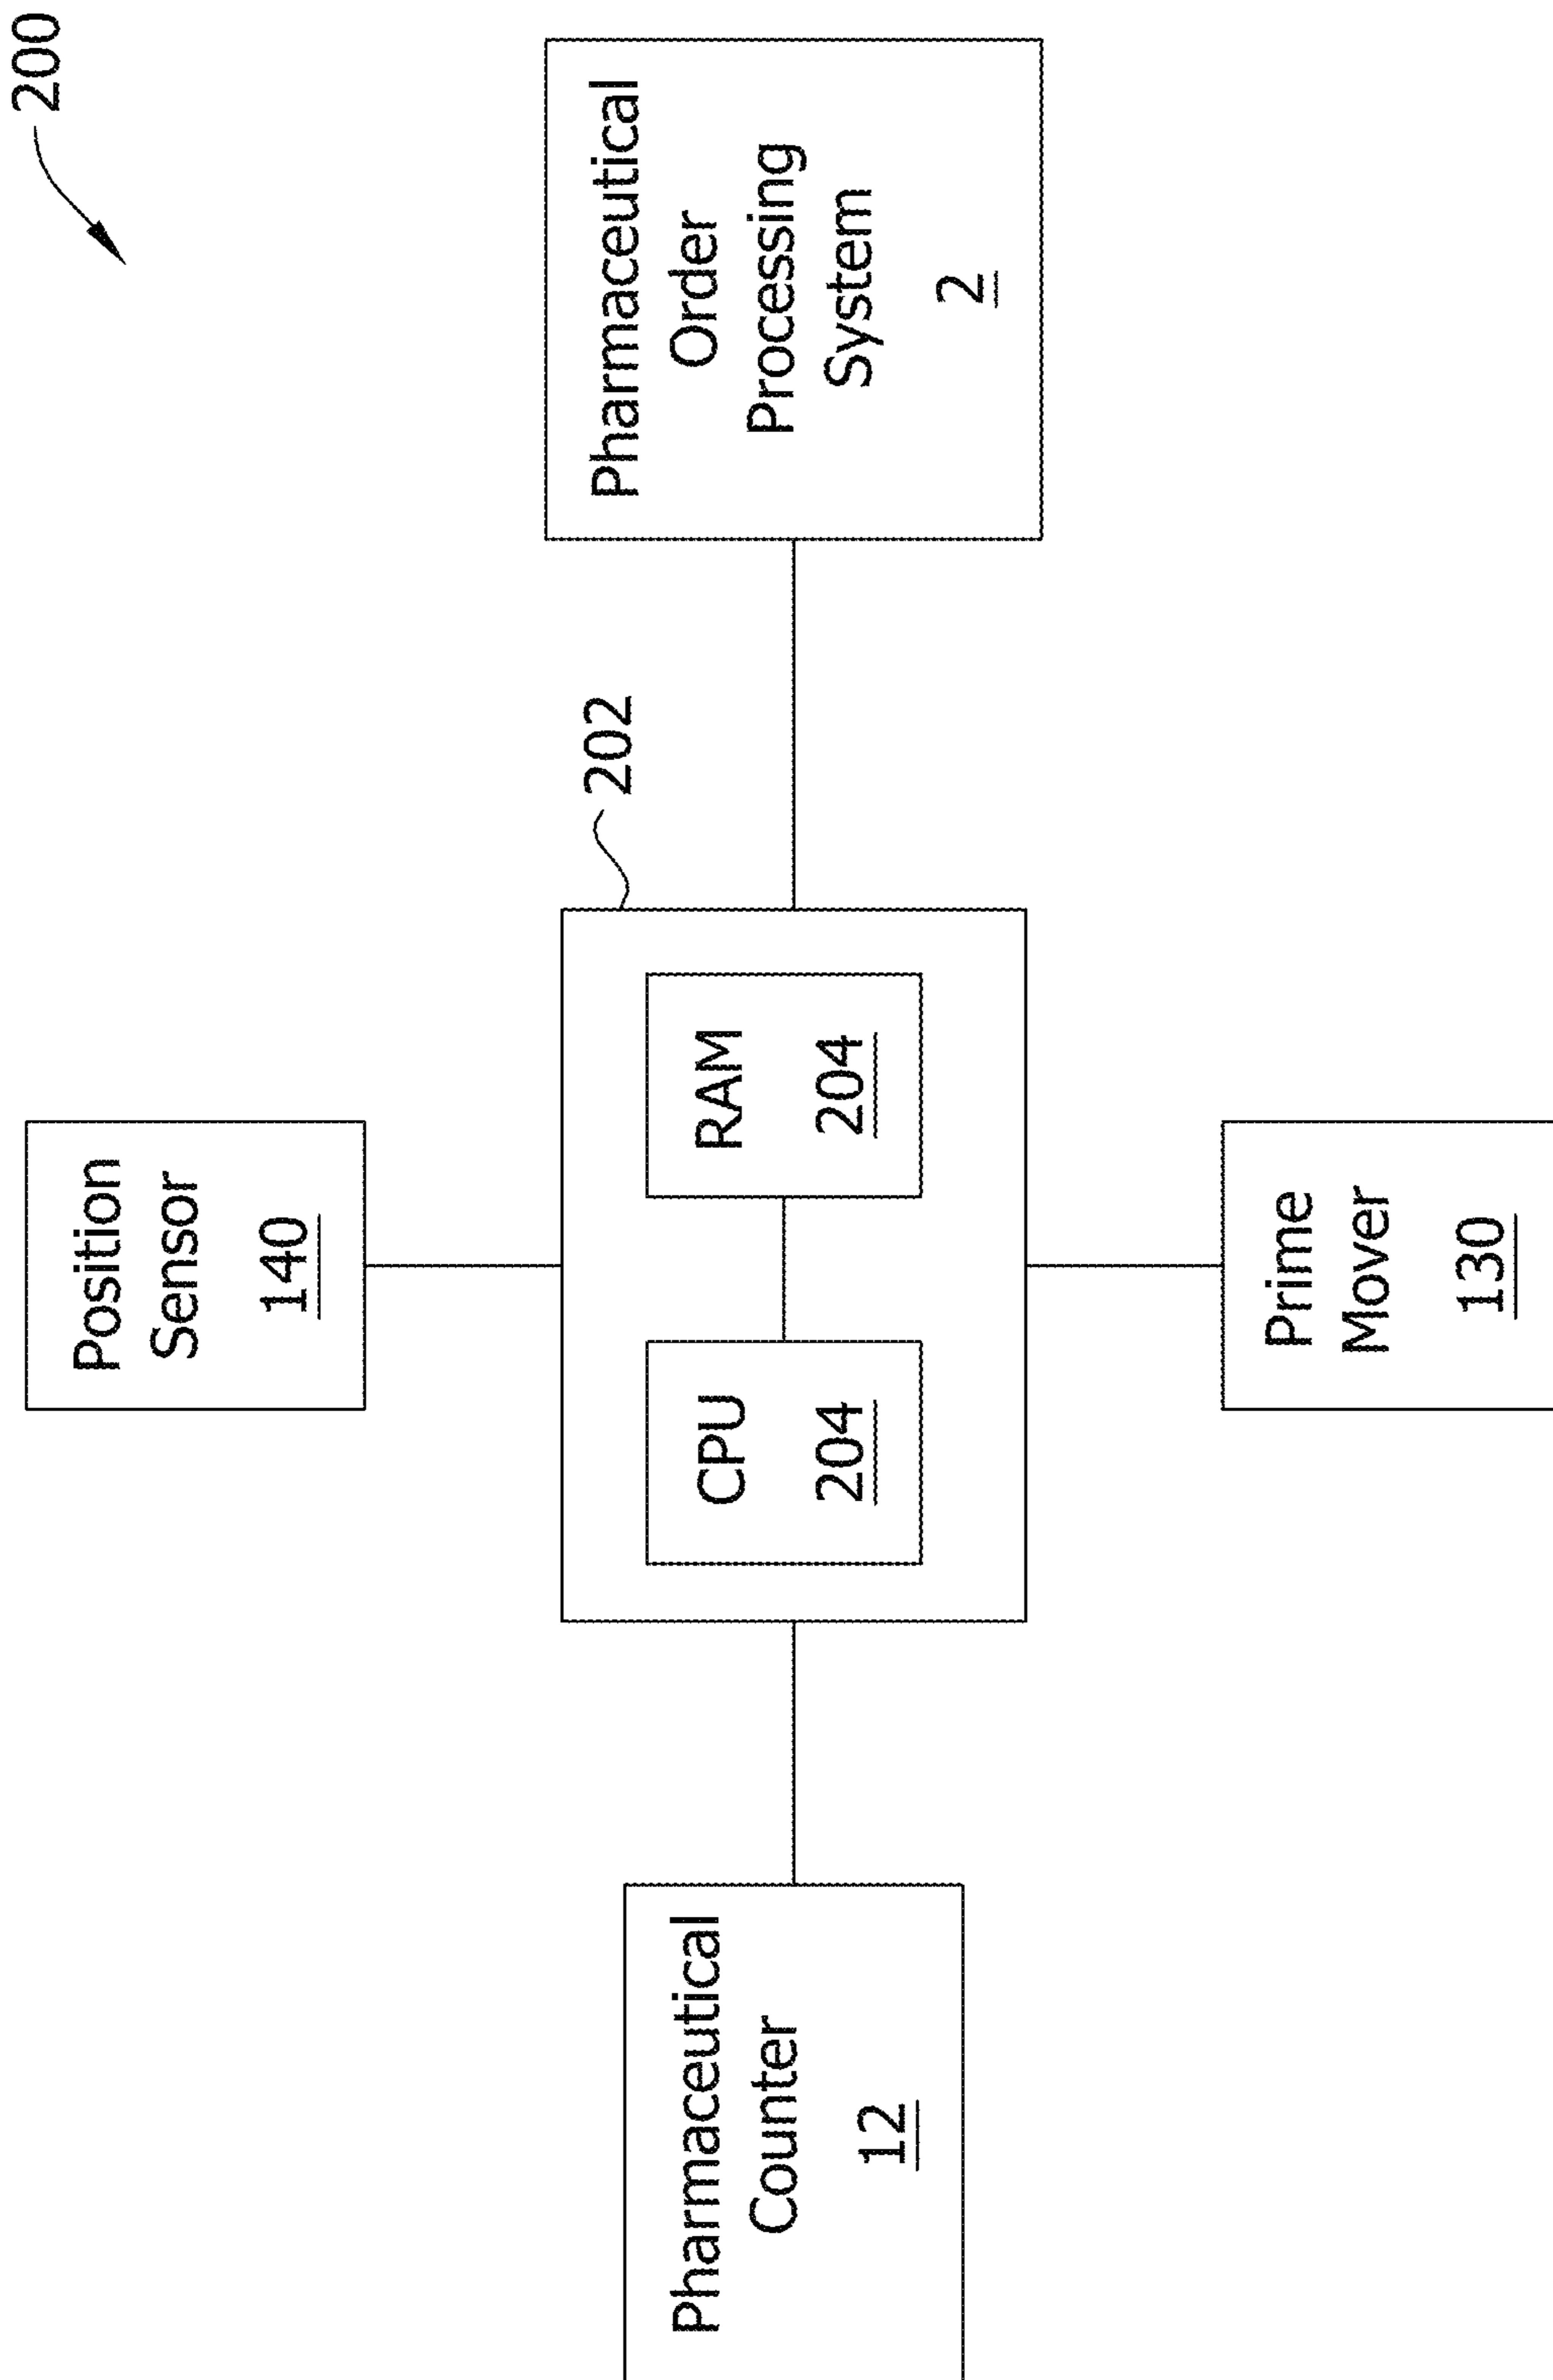 200
Position
Sensor
140
202
Pharmaceutical
Counter
12
CPU
204
RAM
204
Pharmaceutical
Order
Processing
System
2
Prime
Mover
130